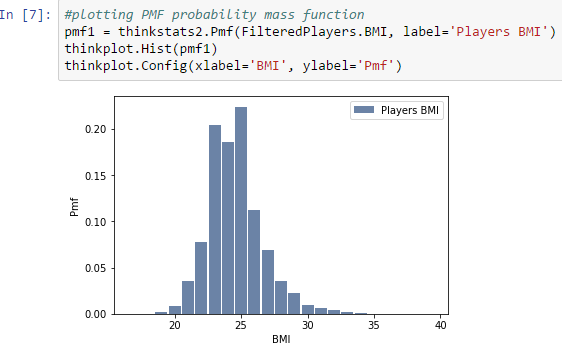 In [7]: #plotting PMF probability mass function
pmf1 = thinkstats2.Pmf(FilteredPlayers.BMI, label='Players BMI')
thinkplot.Hist(pmf1)
thinkplot.Config(xlabel='BMI', ylabel='Pmf')
Players BMI
0.20
0.15
0.10
0.05
0.00
Pmf
20 25 30 35 40
BMI